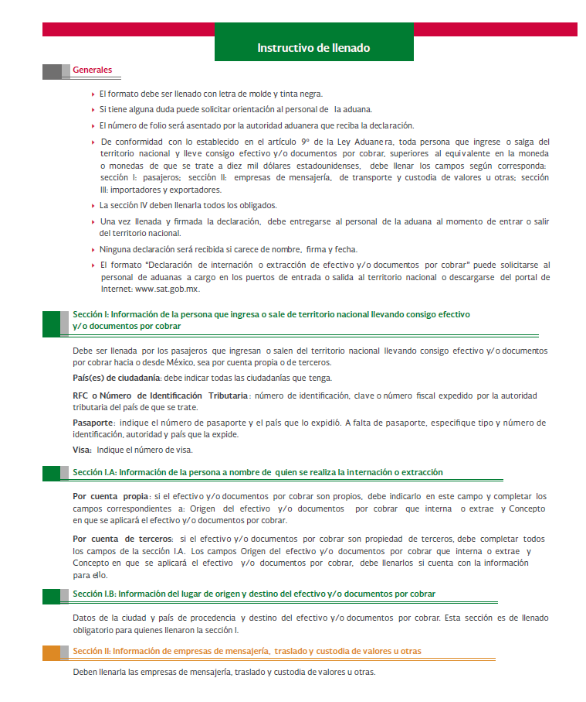 Instructivo de llenado
Generales
El formato debe ser llenado con letra de molde y tinta negra.
Si tiene alguna duda puede solicitar orientación al personal de la aduana.
El número de folio será asentado por la autoridad aduanera que reciba la declaración.
De conformidad con lo establecido en el artículo 9º de la Ley Aduanera, toda persona que ingrese o salga del
territorio nacional y lleve consigo efectivo y/o documentos por cobrar, superiores al equivalente en la moneda
o monedas de que se trate a diez mil dólares estadounidenses, debe llenar los campos según corresponda:
sección I: pasajeros; sección II: empresas de mensajería, de transporte y custodia de valores u otras; sección
III: importadores y exportadores.
La sección IV deben llenarla todos los obligados.
Una vez llenada y firmada la declaración, debe entregarse al personal de la aduana al momento de entrar o salir
del territorio nacional.
Ninguna declaración será recibida si carece de nombre, firma y fecha.
El formato "Declaración de internación o extracción de efectivo y/o documentos por cobrar" puede solicitarse al
personal de aduanas a cargo en los puertos de entrada o salida al territorio nacional o descargarse del portal de
Internet: www.sat.gob.mx.
Sección I: Información de la persona que ingresa o sale de territorio nacional llevando consigo efectivo
y/o documentos por cobrar
Debe ser llenada por los pasajeros que ingresan o salen del territorio nacional llevando consigo efectivo y/o documentos
por cobrar hacia o desde México, sea por cuenta propia o de terceros.
País(es) de ciudadanía: debe indicar todas las ciudadanías que tenga.
RFC o Número de Identificación Tributaria: número de identificación, clave o número fiscal expedido por la autoridad
tributaria del país de que se trate.
Pasaporte: indique el número de pasaporte y el país que lo expidió. A falta de pasaporte, especifique tipo y número de
identificación, autoridad y país que la expide.
Visa: Indique el número de visa.
Sección I.A: Información de la persona a nombre de quien se realiza la internación o extracción
Por cuenta propia: si el efectivo y/o documentos por cobrar son propios, debe indicarlo en este campo y completar los
campos correspondientes a: Origen del efectivo y/o documentos por cobrar que interna o extrae y Concepto
en que se aplicará el efectivo y/o documentos por cobrar.
Por cuenta de terceros: si el efectivo y/o documentos por cobrar son propiedad de terceros, debe completar todos
los campos de la sección I.A. Los campos Origen del efectivo y/o documentos por cobrar que interna o extrae y
Concepto en que se aplicará el efectivo y/o documentos por cobrar, debe llenarlos si cuenta con la información
para ello.
Sección I.B: Información del lugar de origen y destino del efectivo y/o documentos por cobrar
Datos de la ciudad y país de procedencia y destino del efectivo y/o documentos por cobrar. Esta sección es de llenado
obligatorio para quienes llenaron la sección I.
Sección II: Información de empresas de mensajería, traslado y custodia de valores u otras
Deben llenarla las empresas de mensajería, traslado y custodia de valores u otras.